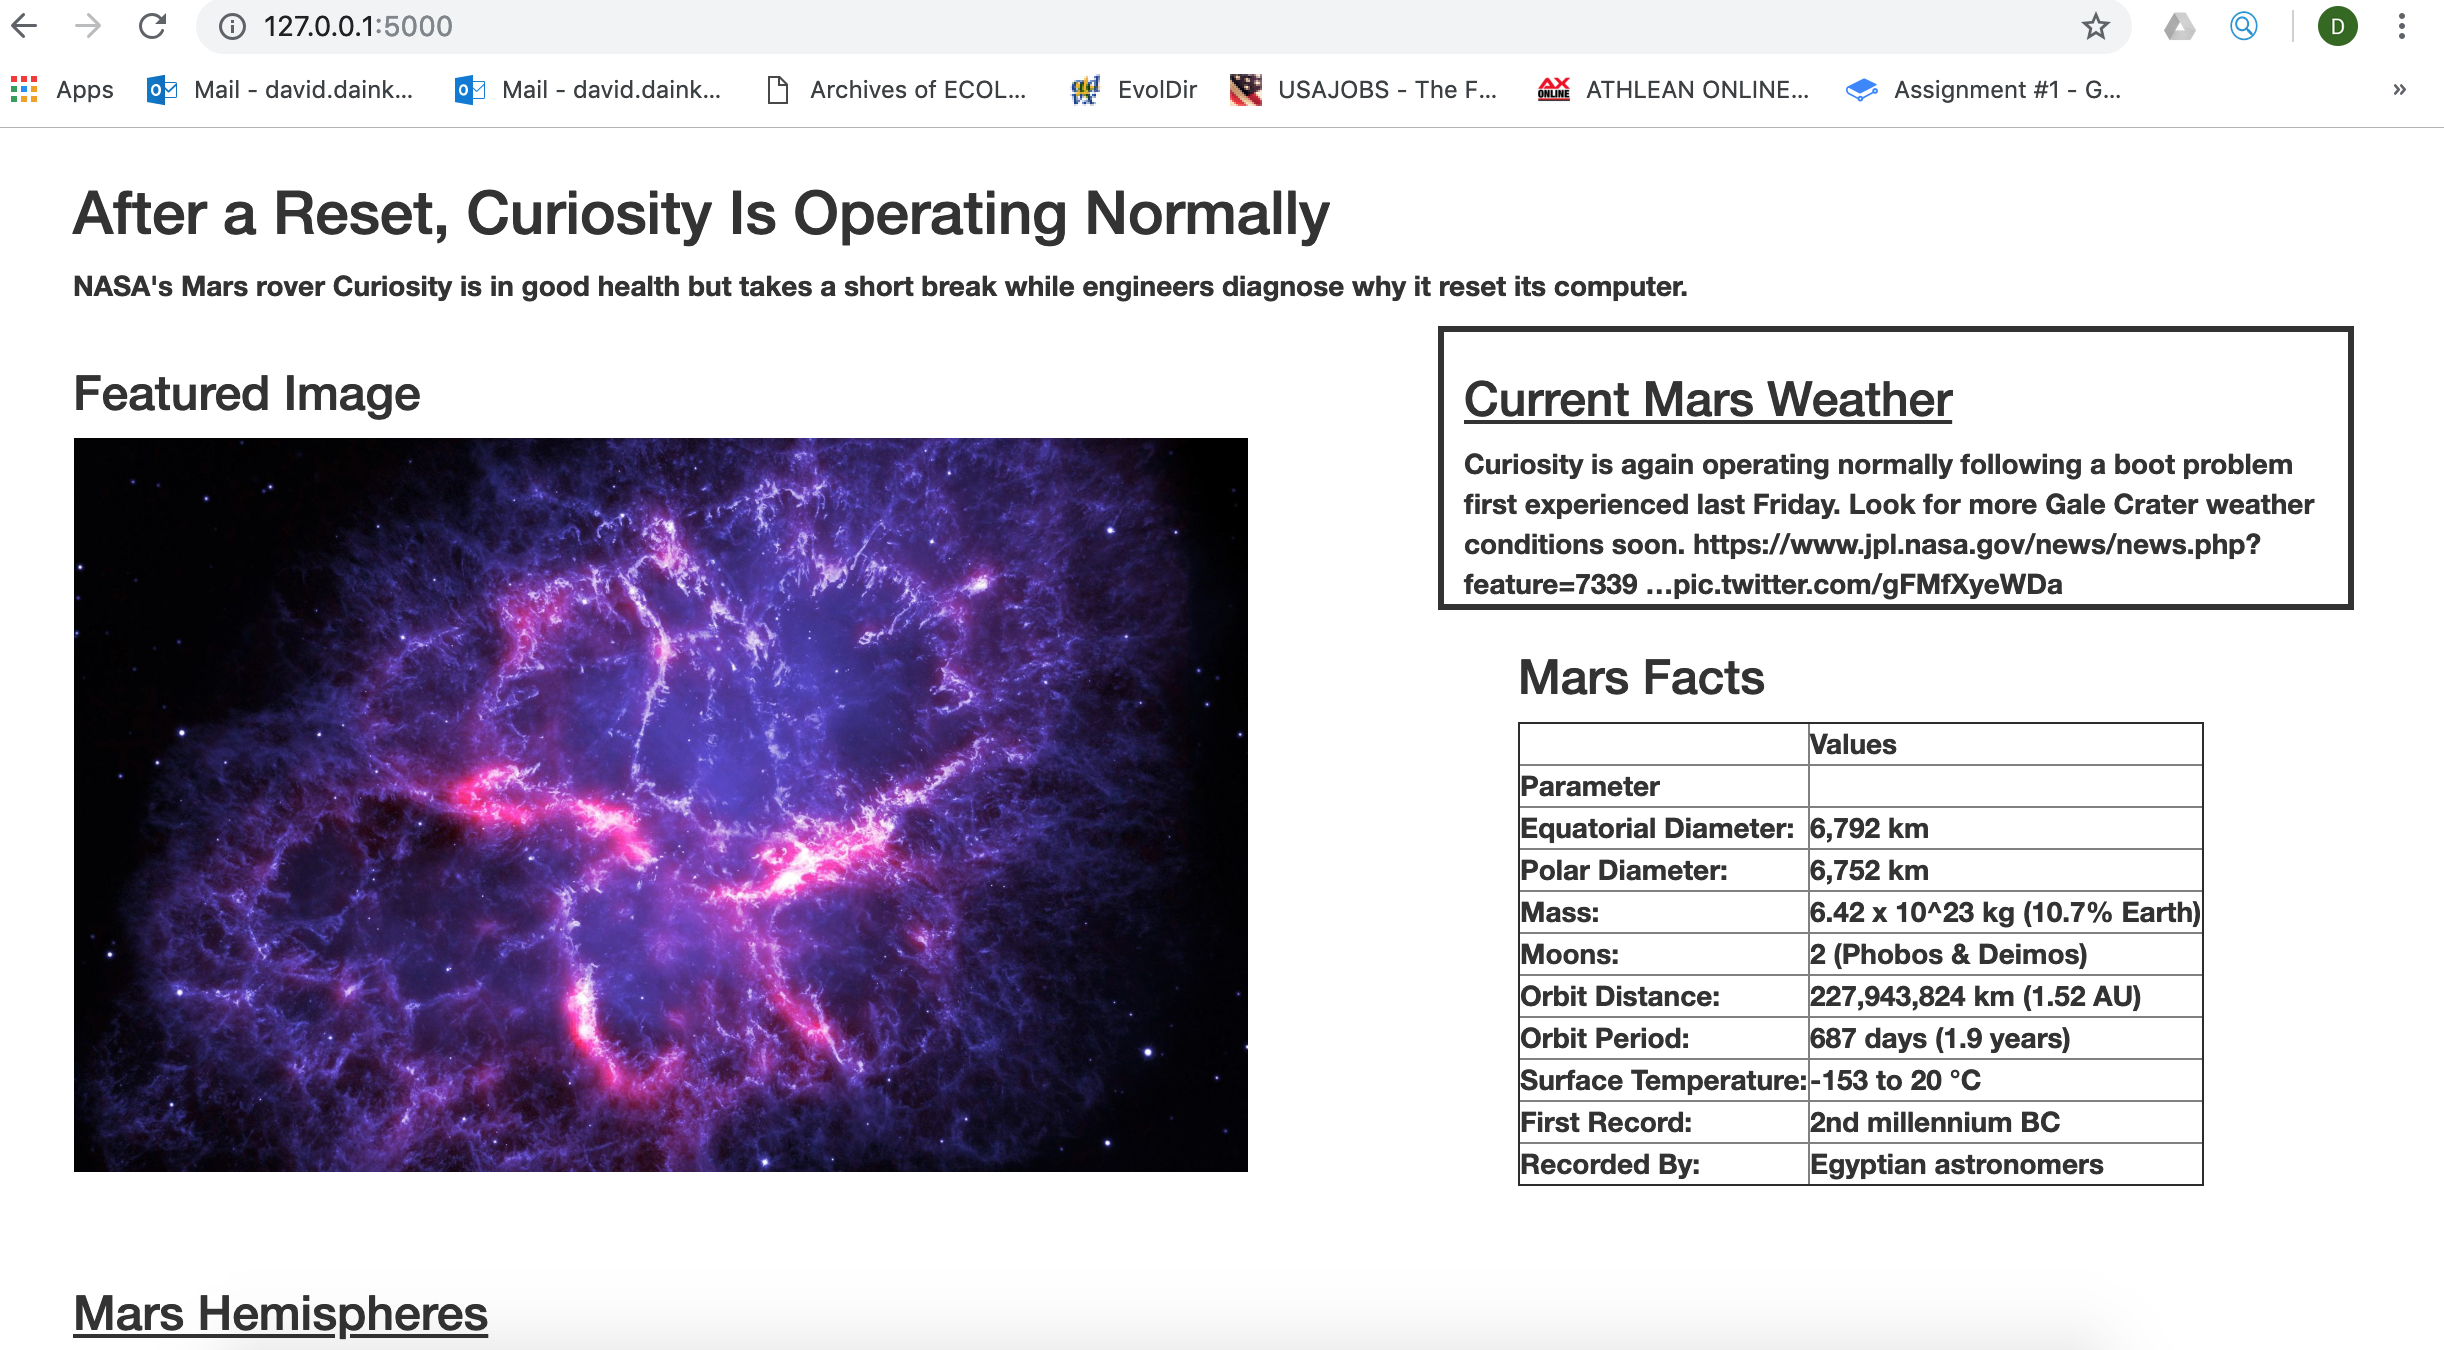 127.0.0.1:5000
D
Apps
Mail - david.daink...
Mail - david.daink...
Archives of ECOL...
EvolDir
USAJOBS - The F...
AX ONLINE
ATHLEAN ONLINE...
Assignment #1 - G...
»
After a Reset, Curiosity Is Operating Normally
NASA's Mars rover Curiosity is in good health but takes a short break while engineers diagnose why it reset its computer.
Featured Image
Current Mars Weather
Curiosity is again operating normally following a boot problem
first experienced last Friday. Look for more Gale Crater weather
conditions soon. https://www.jpl.nasa.gov/news/news.php?
feature=7339 …pic.twitter.com/gFMfXyeWDa
Mars Facts
Values
Parameter
Equatorial Diameter: 6,792 km
Polar Diameter: 6,752 km
Mass: 6.42 x 10^23 kg (10.7% Earth)
Moons: 2 (Phobos & Deimos)
Orbit Distance: 227,943,824 km (1.52 AU)
Orbit Period: 687 days (1.9 years)
Surface Temperature: -153 to 20 °C
First Record: 2nd millennium BC
Recorded By: Egyptian astronomers
Mars Hemispheres